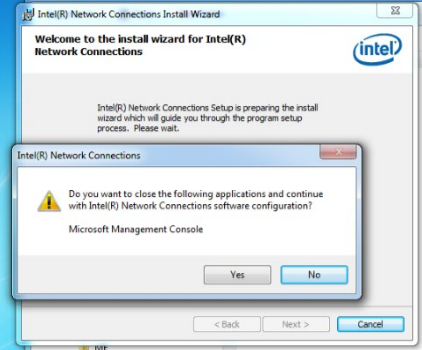 Intel(R) Network Connections Install Wizard
Welcome to the install wizard for Intel(R)
Network Connections
intel
Intel(R) Network Connections Setup is preparing the install
wizard which will guide you through the program setup
process. Please wait.
Intel(R) Network Connections
Do you want to close the following applications and continue
with Intel(R) Network Connections software configuration?
Microsoft Management Console
Yes
No
< Back
Next >
Cancel